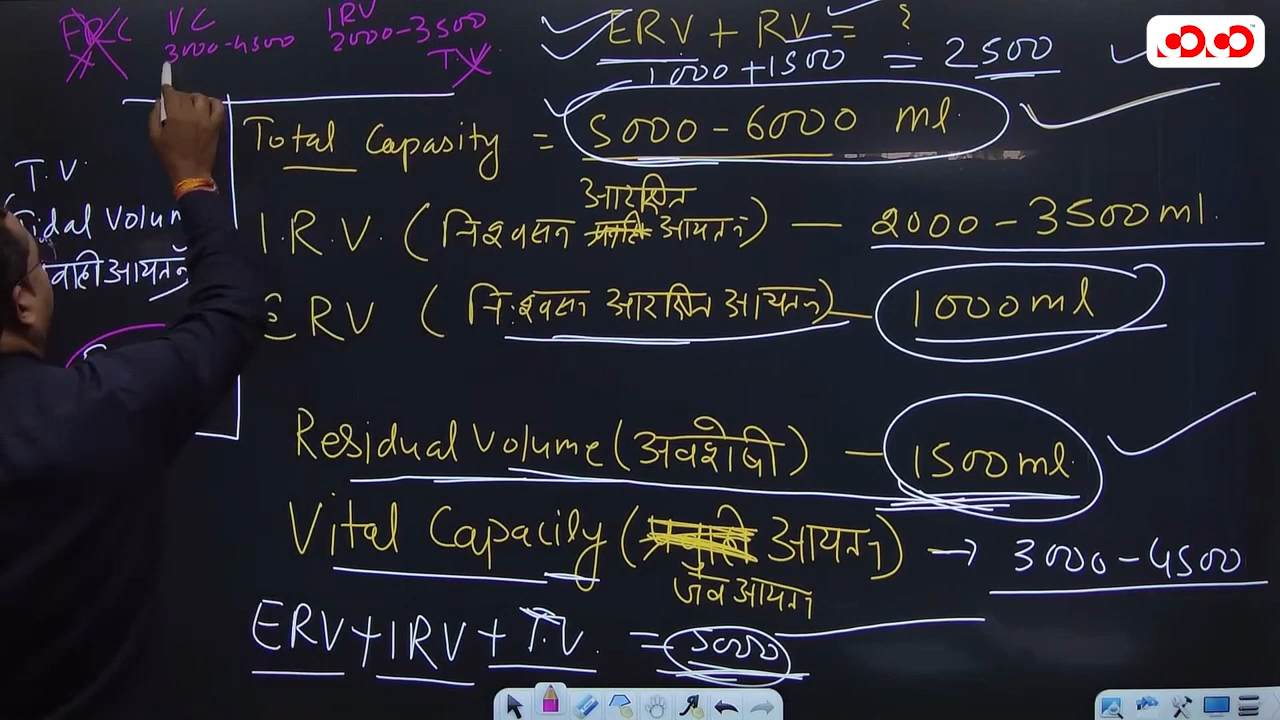 FRC VC IRV ERV + RV = ?
3000-4500 2000-3500 1000+1500 = 2500
T.V
Total Capasity = 5000 - 6000 ml.
T.V.
Tidal Volum
I.R.V. ( निश्वसन आरक्षित आयतन) — 2000 - 3500 ml.
वाही आयतन
ERV ( निःश्वसन आरक्षित आयतन) — 1000 ml
Residual Volume (अवशेषी) — 1500 ml.
Vital Capacity ( आयतन) → 3000-4500
जैव आयतन
ERV + IRV + T.V. = 5000